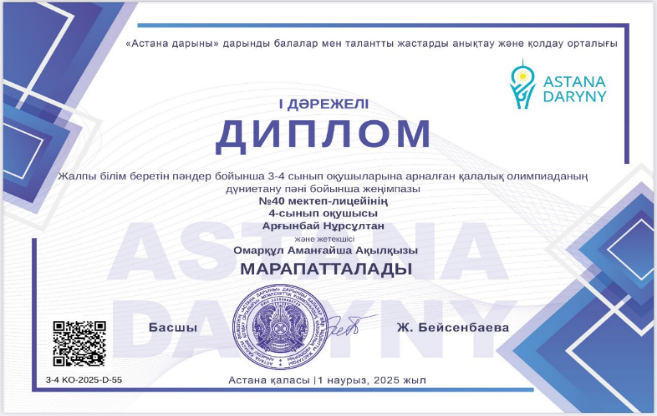 «Астана дарыны» дарынды балалар мен талантты жастарды анықтау және қолдау орталығы
ASTANA
DARYNY
І ДӘРЕЖЕЛІ
ДИПЛОМ
Жалпы білім беретін пәндер бойынша 3-4 сынып оқушыларына арналған қалалық олимпиаданың
дүниетану пәні бойынша жеңімпазы
№40 мектеп-лицейінің
4-сынып оқушысы
Арғынбай Нұрсұлтан
және жетекшісі
Омарқұл Аманғайша Ақылқызы
МАРАПАТТАЛАДЫ
ASTANA
DARYNY
Басшы
Ж. Бейсенбаева
3-4 КО-2025-D-55
Астана қаласы |1 наурыз, 2025 жыл